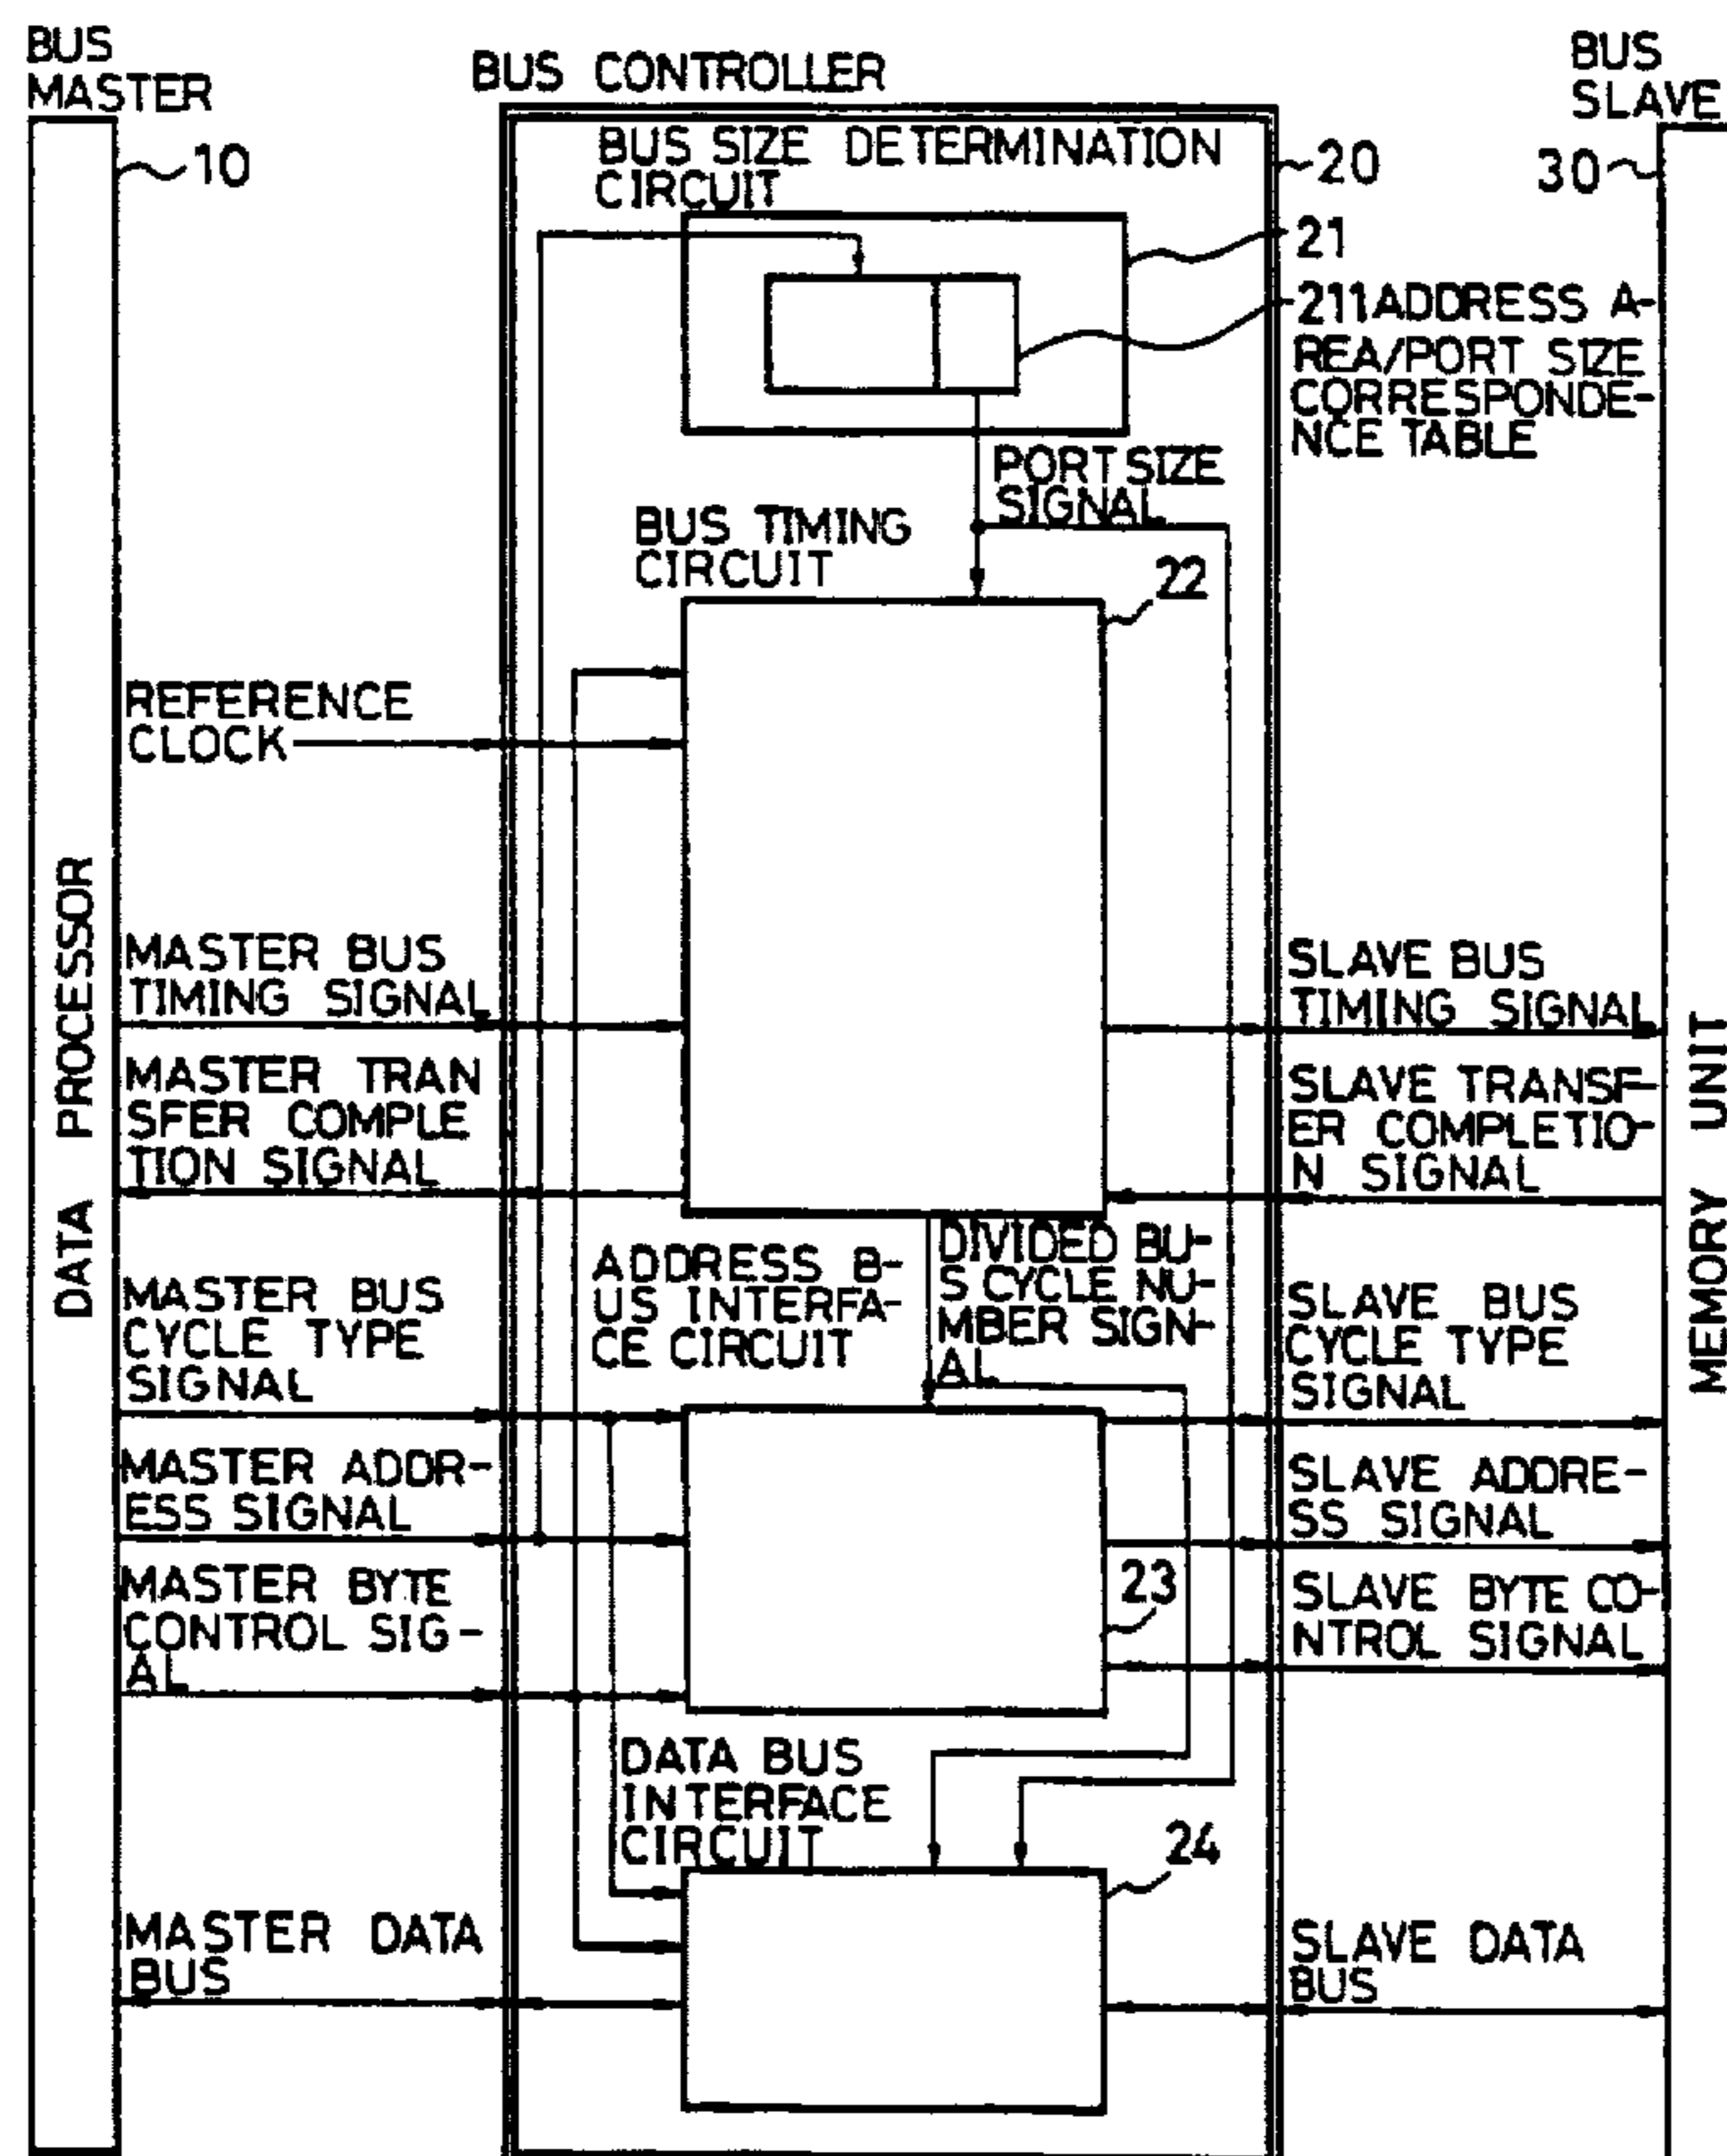 BUS
MASTER
10
DATA PROCESSOR
BUS CONTROLLER
20
BUS SIZE DETERMINATION
CIRCUIT
21
211 ADDRESS A-
REA/PORT SIZE
CORRESPONDE-
NCE TABLE
PORT SIZE
SIGNAL
BUS TIMING
CIRCUIT
22
REFERENCE
CLOCK
MASTER BUS
TIMING SIGNAL
MASTER TRAN
SFER COMPLE
TION SIGNAL
MASTER BUS
CYCLE TYPE
SIGNAL
MASTER ADDR-
ESS SIGNAL
MASTER BYTE
CONTROL SIG-
AL
MASTER DATA
BUS
ADDRESS B-
US INTERFA-
CE CIRCUIT
DIVIDED BU-
S CYCLE NU-
MBER SIGN-
AL
23
DATA BUS
INTERFACE
CIRCUIT
24
BUS
SLAVE
30
MEMORY UNIT
SLAVE BUS
TIMING SIGNAL
SLAVE TRANSF-
ER COMPLETIO-
N SIGNAL
SLAVE BUS
CYCLE TYPE
SIGNAL
SLAVE ADDRE-
SS SIGNAL
SLAVE BYTE CO-
NTROL SIGNAL
SLAVE DATA
BUS